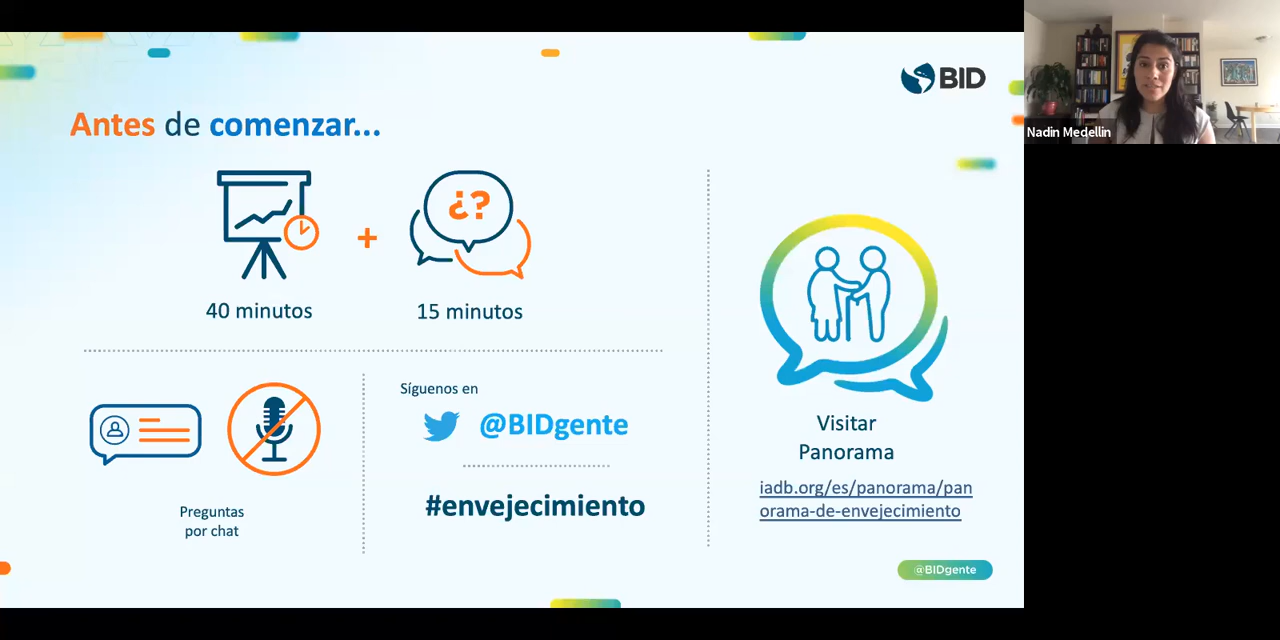 BID
Antes de comenzar...
¿?
+
40 minutos
15 minutos
Síguenos en
@BIDgente
#envejecimiento
Preguntas
por chat
Visitar
Panorama
iadb.org/es/panorama/pan
orama-de-envejecimiento
@BIDgente
Nadin Medellin